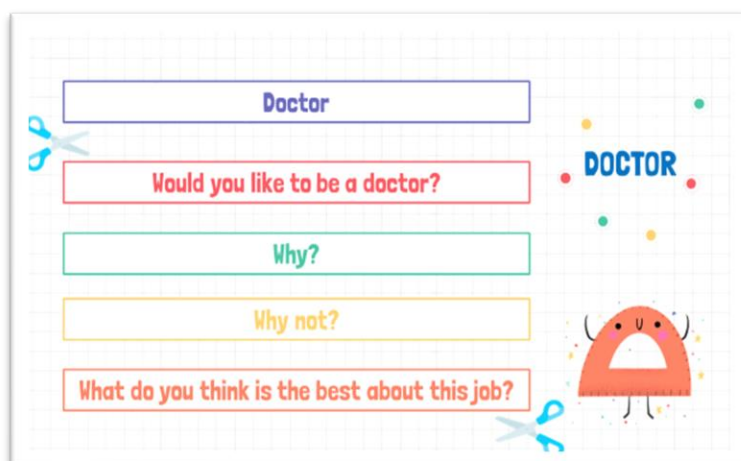 Doctor
DOCTOR
Would you like to be a doctor?
Why?
Why not?
What do you think is the best about this job?